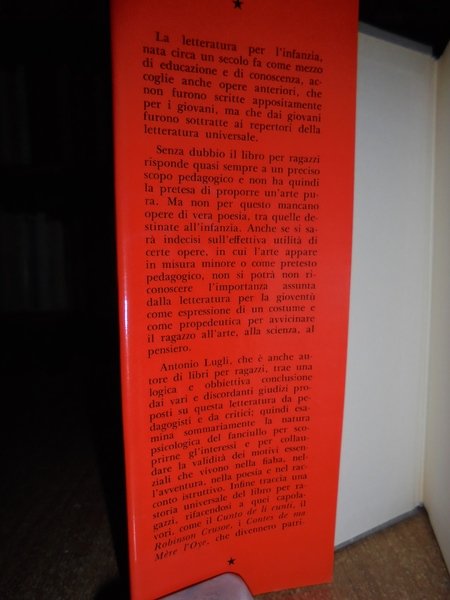 La letteratura per l'infanzia,
nata circa un secolo fa come mezzo
di educazione e di conoscenza, ac-
coglie anche opere anteriori, che
non furono scritte appositamente
per i giovani, ma che dai giovani
furono sottratte ai repertori della
letteratura universale.
Senza dubbio il libro per ragazzi
risponde quasi sempre a un preciso
scopo pedagogico e non ha quindi
la pretesa di proporre un'arte pu-
ra. Ma non per questo mancano
opere di vera poesia, tra quelle de-
stinate all'infanzia. Anche se si sa-
rà indecisi sull'effettiva utilità di
certe opere, in cui l'arte appare
in misura minore o come pretesto
pedagogico, non si potrà non ri-
conoscere l'importanza assunta
dalla letteratura per la gioventù
come espressione di un costume e
come propedeutica per avvicinare
il ragazzo all'arte, alla scienza, al
pensiero.
Antonio Lugli, che è anche au-
tore di libri per ragazzi, trae una
logica e obbiettiva conclusione
dai vari e discordanti giudizi pro-
posti su questa letteratura da pe-
dagogisti e da critici; quindi esa-
mina sommariamente la natura
psicologica del fanciullo per sco-
prirne gl'interessi e per collau-
dare la validità dei motivi essen-
ziali che vivono nella fiaba, nel-
l'avventura, nella poesia e nel rac-
conto istruttivo. Infine traccia una
storia universale del libro per ra-
gazzi, rifacendosi a quei capola-
vori, come il Cunto de li cunti, il
Robinson Crusoe, i Contes de ma
Mère l'Oye, che divennero patri-